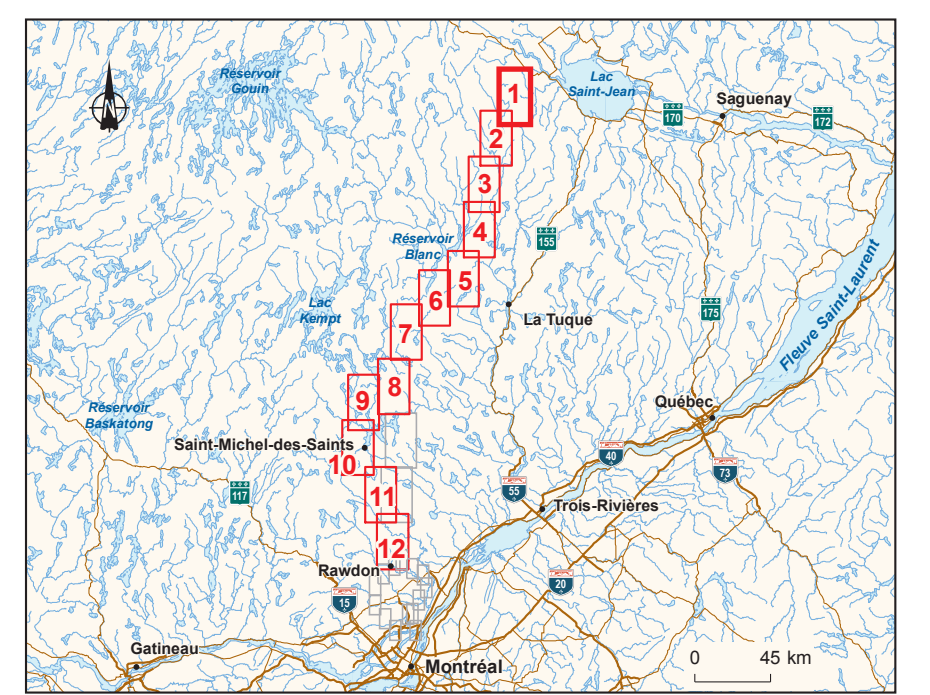 Réservoir
Gouin
N
Lac
Saint-Jean
1
Saguenay
170
172
2
3
4
155
Réservoir
Blanc
5
6
Lac
Kempt
La Tuque
175
Fleuve Saint-Laurent
7
8
9
Réservoir
Baskatong
Québec
Saint-Michel-des-Saints
10
40
73
117
11
55
Trois-Rivières
12
Rawdon
20
15
Gatineau
Montréal
0 45 km